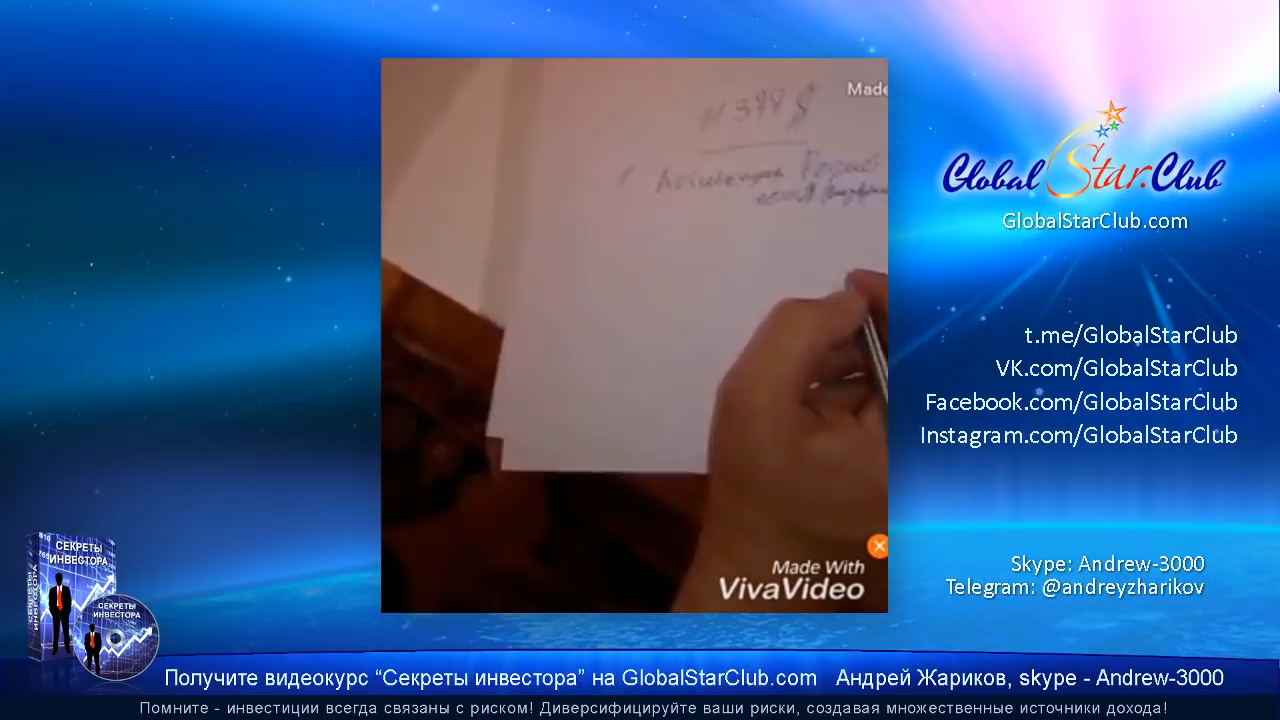 Made
Global Star.Club
GlobalStarClub.com
t.me/GlobalStarClub
VK.com/GlobalStarClub
Facebook.com/GlobalStarClub
Instagram.com/GlobalStarClub
Made With
VivaVideo
Skype: Andrew-3000
Telegram: @andreyzharikov
СЕКРЕТЫ
ИНВЕСТОРА
СЕКРЕТЫ
ИНВЕСТОРА
СЕКРЕТЫ
ИНВЕСТОРА
Получите видеокурс “Секреты инвестора” на GlobalStarClub.com Андрей Жариков, skype - Andrew-3000
Помните - инвестиции всегда связаны с риском! Диверсифицируйте ваши риски, создавая множественные источники дохода!